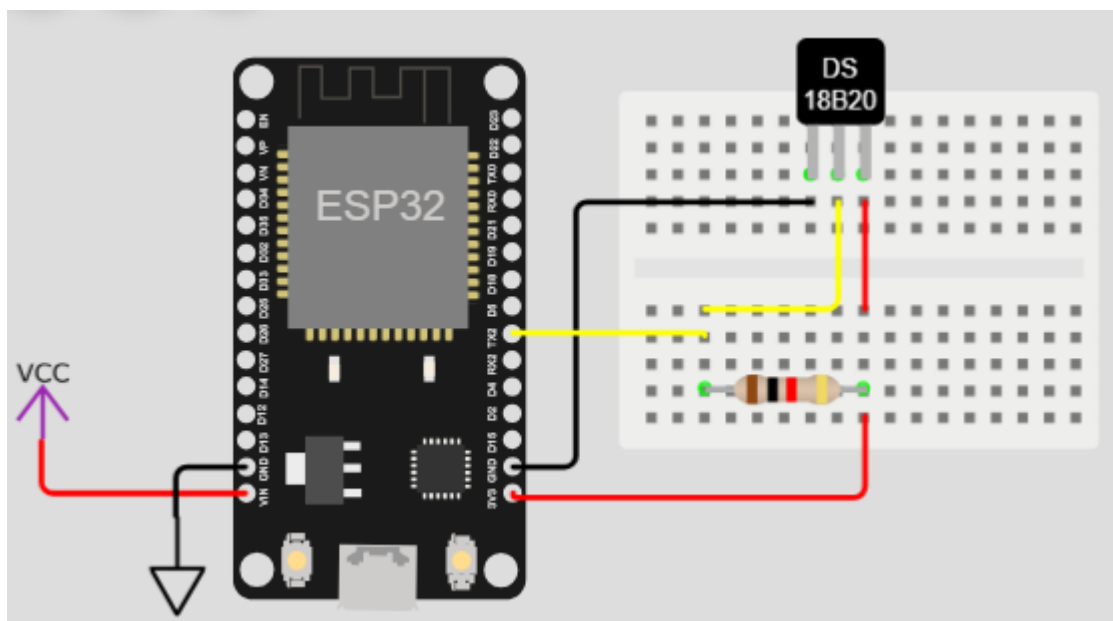 DS
18B20
ESP32
VCC
EN
VP
VN
D34
D35
D32
D33
D25
D26
D27
D14
D12
D13
GND
VIN
D23
D22
TX0
RX0
D21
D19
D18
D5
TX2
RX2
D4
D2
D15
GND
3V3